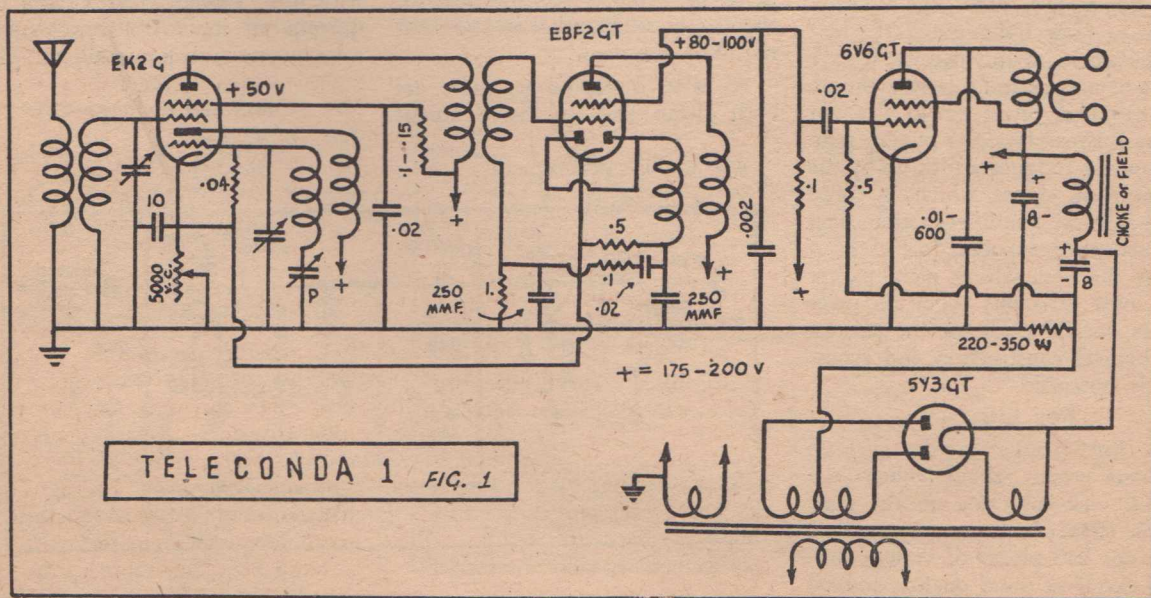 EK2G
EBF2GT
6V6GT
+80-100V
+50V
.02
.04
.1-.15
10
.02
.002
.1
.5
.01-
600
+
8-
CHOKE or FIELD
5000
V.C.
P
+
.5
.1
.02
250
MMF
1.
250
MMF
+
+
+
+
-
8
220-350 W
+ = 175-200 V
5Y3GT
TELECONDA 1 FIG. 1